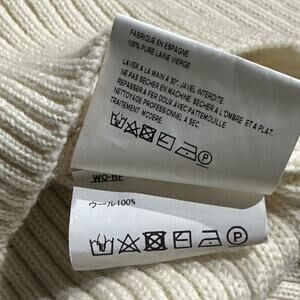 FABRIQUE EN ESPAGNE
100% PURE LAINE VIERGE
LAVER A LA MAIN A 30° JAVEL INTERDITE
NE PAS SECHER EN MACHINE. SECHER À L'OMBRE ET A PLAT.
REPASSER A FER DOUX AVEC PATTEMOUILLE.
NETTOYAGE PROFESSIONNEL A SEC,
TRAITEMENT MODERE.
P
ウール100%
P